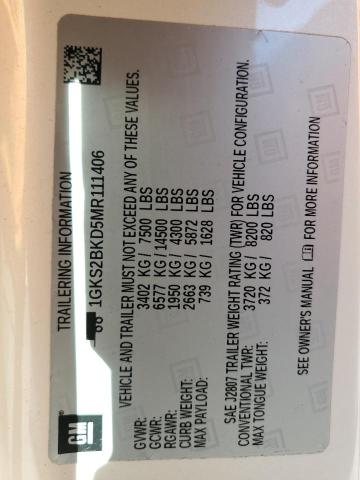 GM
TRAILERING INFORMATION
86 1GKS2BKD5MR111406
VEHICLE AND TRAILER MUST NOT EXCEED ANY OF THESE VALUES.
GVWR: 3402 KG / 7500 LBS
GCWR: 6577 KG / 14500 LBS
RGAWR: 1950 KG / 4300 LBS
CURB WEIGHT: 2663 KG / 5872 LBS
MAX PAYLOAD: 739 KG / 1628 LBS
SAE J2807 TRAILER WEIGHT RATING (TWR) FOR VEHICLE CONFIGURATION.
CONVENTIONAL TWR: 3720 KG / 8200 LBS
MAX TONGUE WEIGHT: 372 KG / 820 LBS
SEE OWNER'S MANUAL FOR MORE INFORMATION